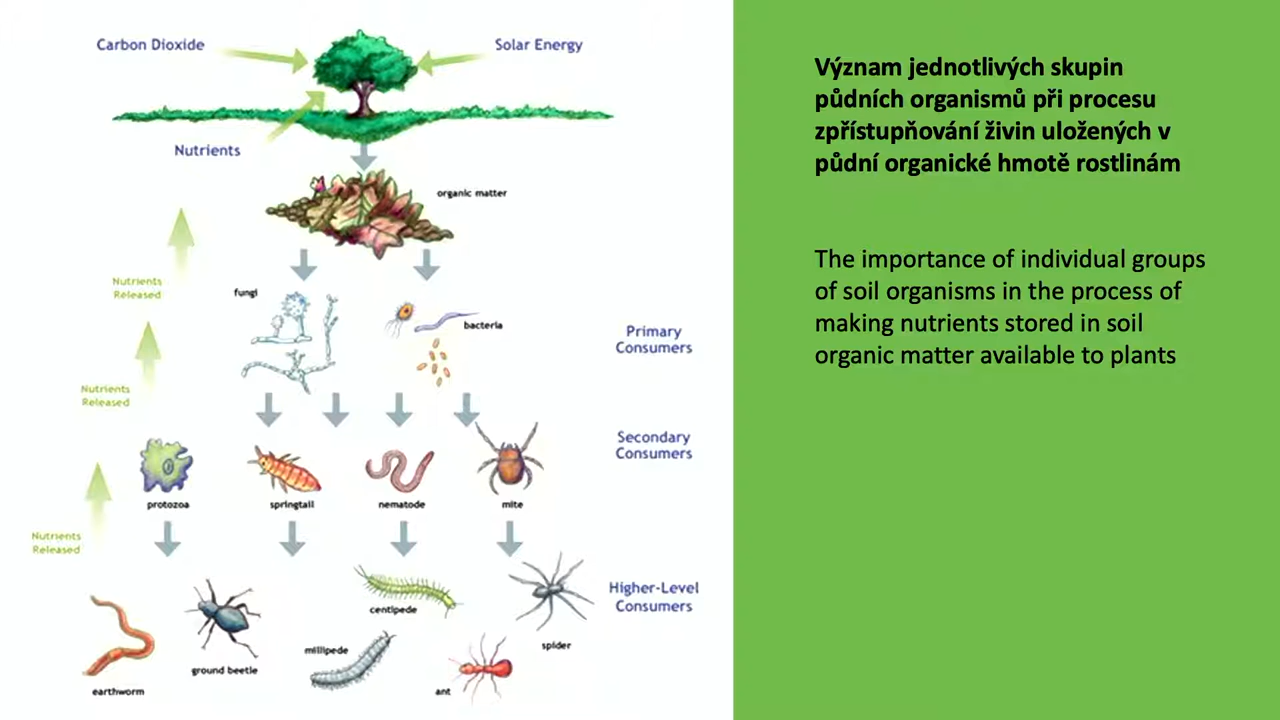 Carbon Dioxide
Solar Energy
Nutrients
organic matter
Nutrients
Released
fungi
bacteria
Primary
Consumers
Nutrients
Released
Secondary
Consumers
protozoa
springtail
nematode
mite
Nutrients
Released
Higher-Level
Consumers
centipede
spider
millipede
ground beetle
earthworm
ant
Význam jednotlivých skupin
půdních organismů při procesu
zpřístupňování živin uložených v
půdní organické hmotě rostlinám
The importance of individual groups
of soil organisms in the process of
making nutrients stored in soil
organic matter available to plants